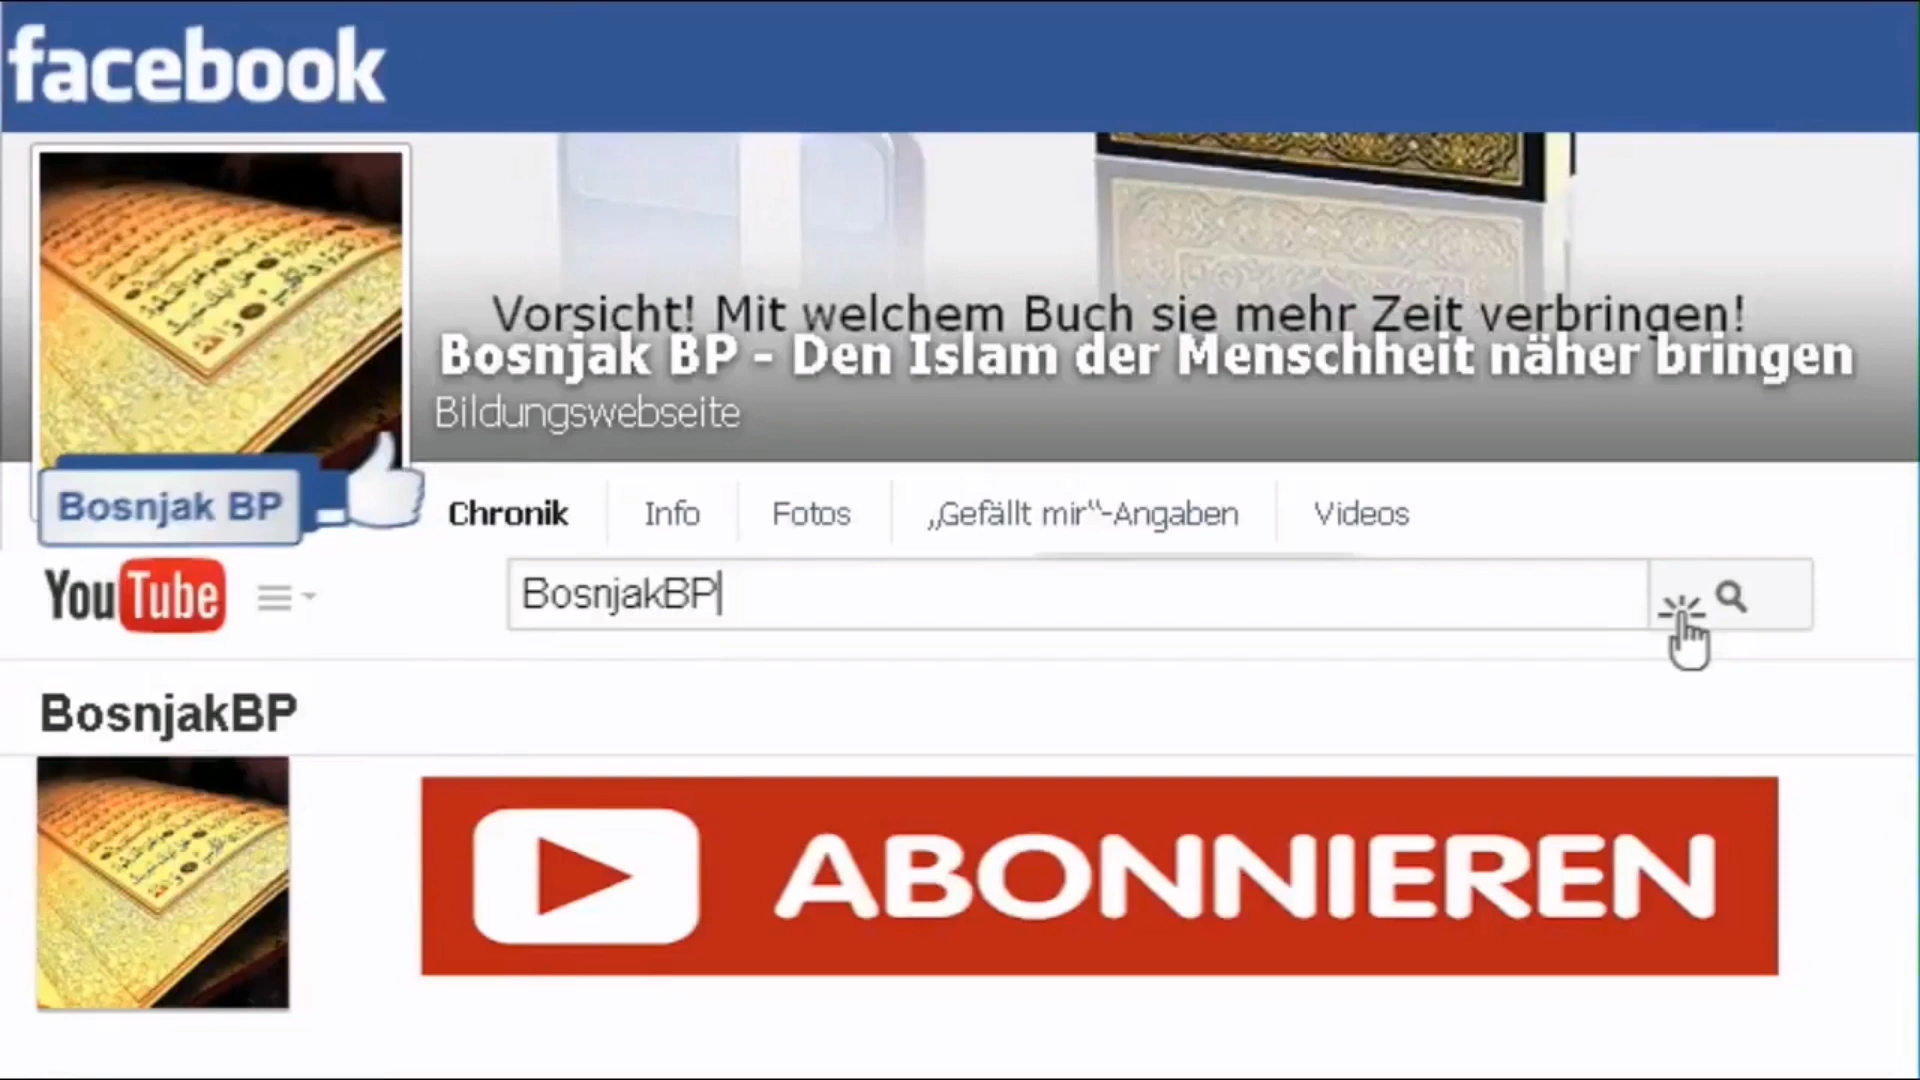 facebook
Vorsicht! Mit welchem Buch sie mehr Zeit verbringen!
Bosnjak BP - Den Islam der Menschheit näher bringen
Bildungswebseite
Bosnjak BP
Chronik Info Fotos „Gefällt mir“-Angaben Videos
YouTube BosnjakBP
BosnjakBP
ABONNIEREN